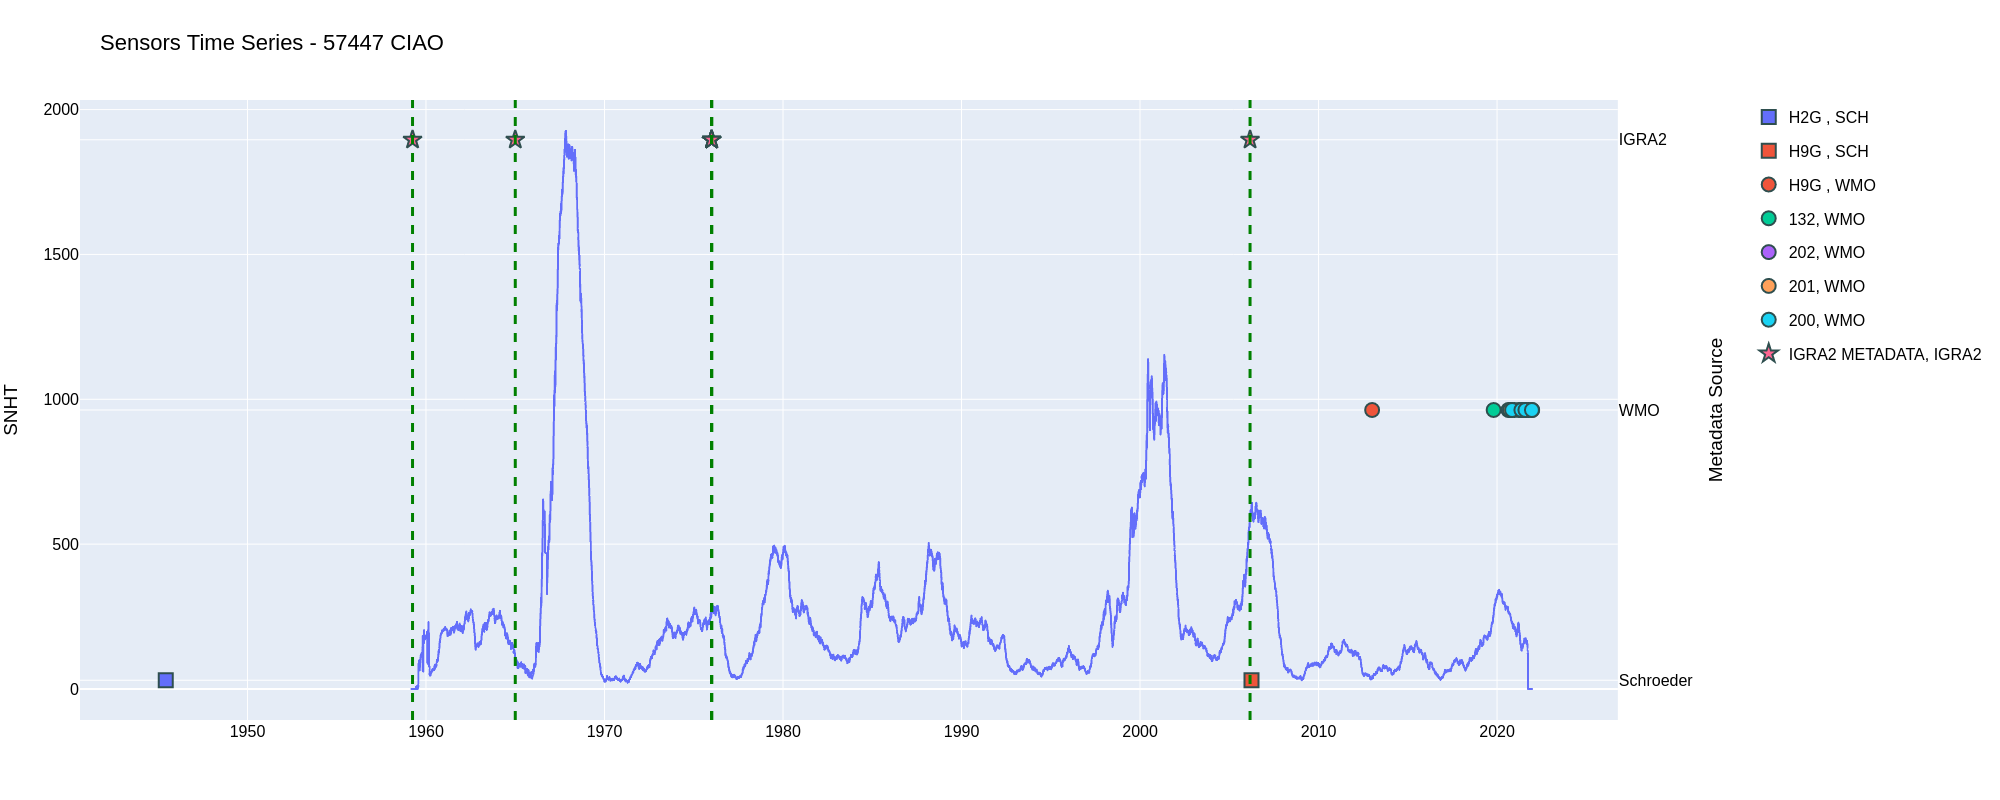 Sensors Time Series - 57447 CIAO
2000
1500
1000
500
0
SNHT
1950
1960
1970
1980
1990
2000
2010
2020
IGRA2
WMO
Schroeder
Metadata Source
H2G , SCH
H9G , SCH
H9G , WMO
132, WMO
202, WMO
201, WMO
200, WMO
IGRA2 METADATA, IGRA2